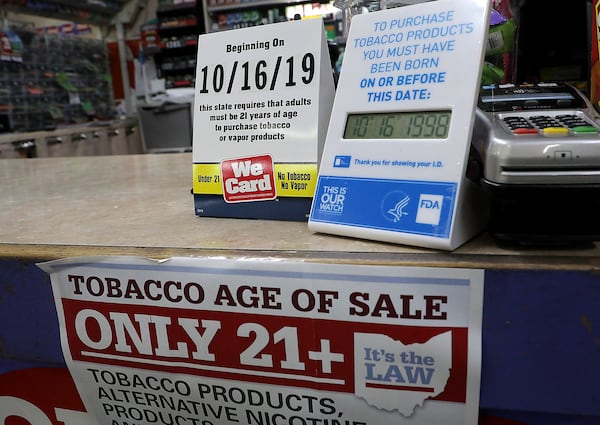 Beginning On
10/16/19
this state requires that adults
must be 21 years of age
to purchase tobacco
or vapor products
Under 21
We
Card
No Tobacco
No Vapor
TO PURCHASE
TOBACCO PRODUCTS
YOU MUST HAVE
BEEN BORN
ON OR BEFORE
THIS DATE:
10 16 1998
Thank you for showing your I.D.
THIS IS
OUR
WATCH
FDA
TOBACCO AGE OF SALE
ONLY 21+
It's the
LAW
TOBACCO PRODUCTS,
ALTERNATIVE NICOTINE
PRODUCTS